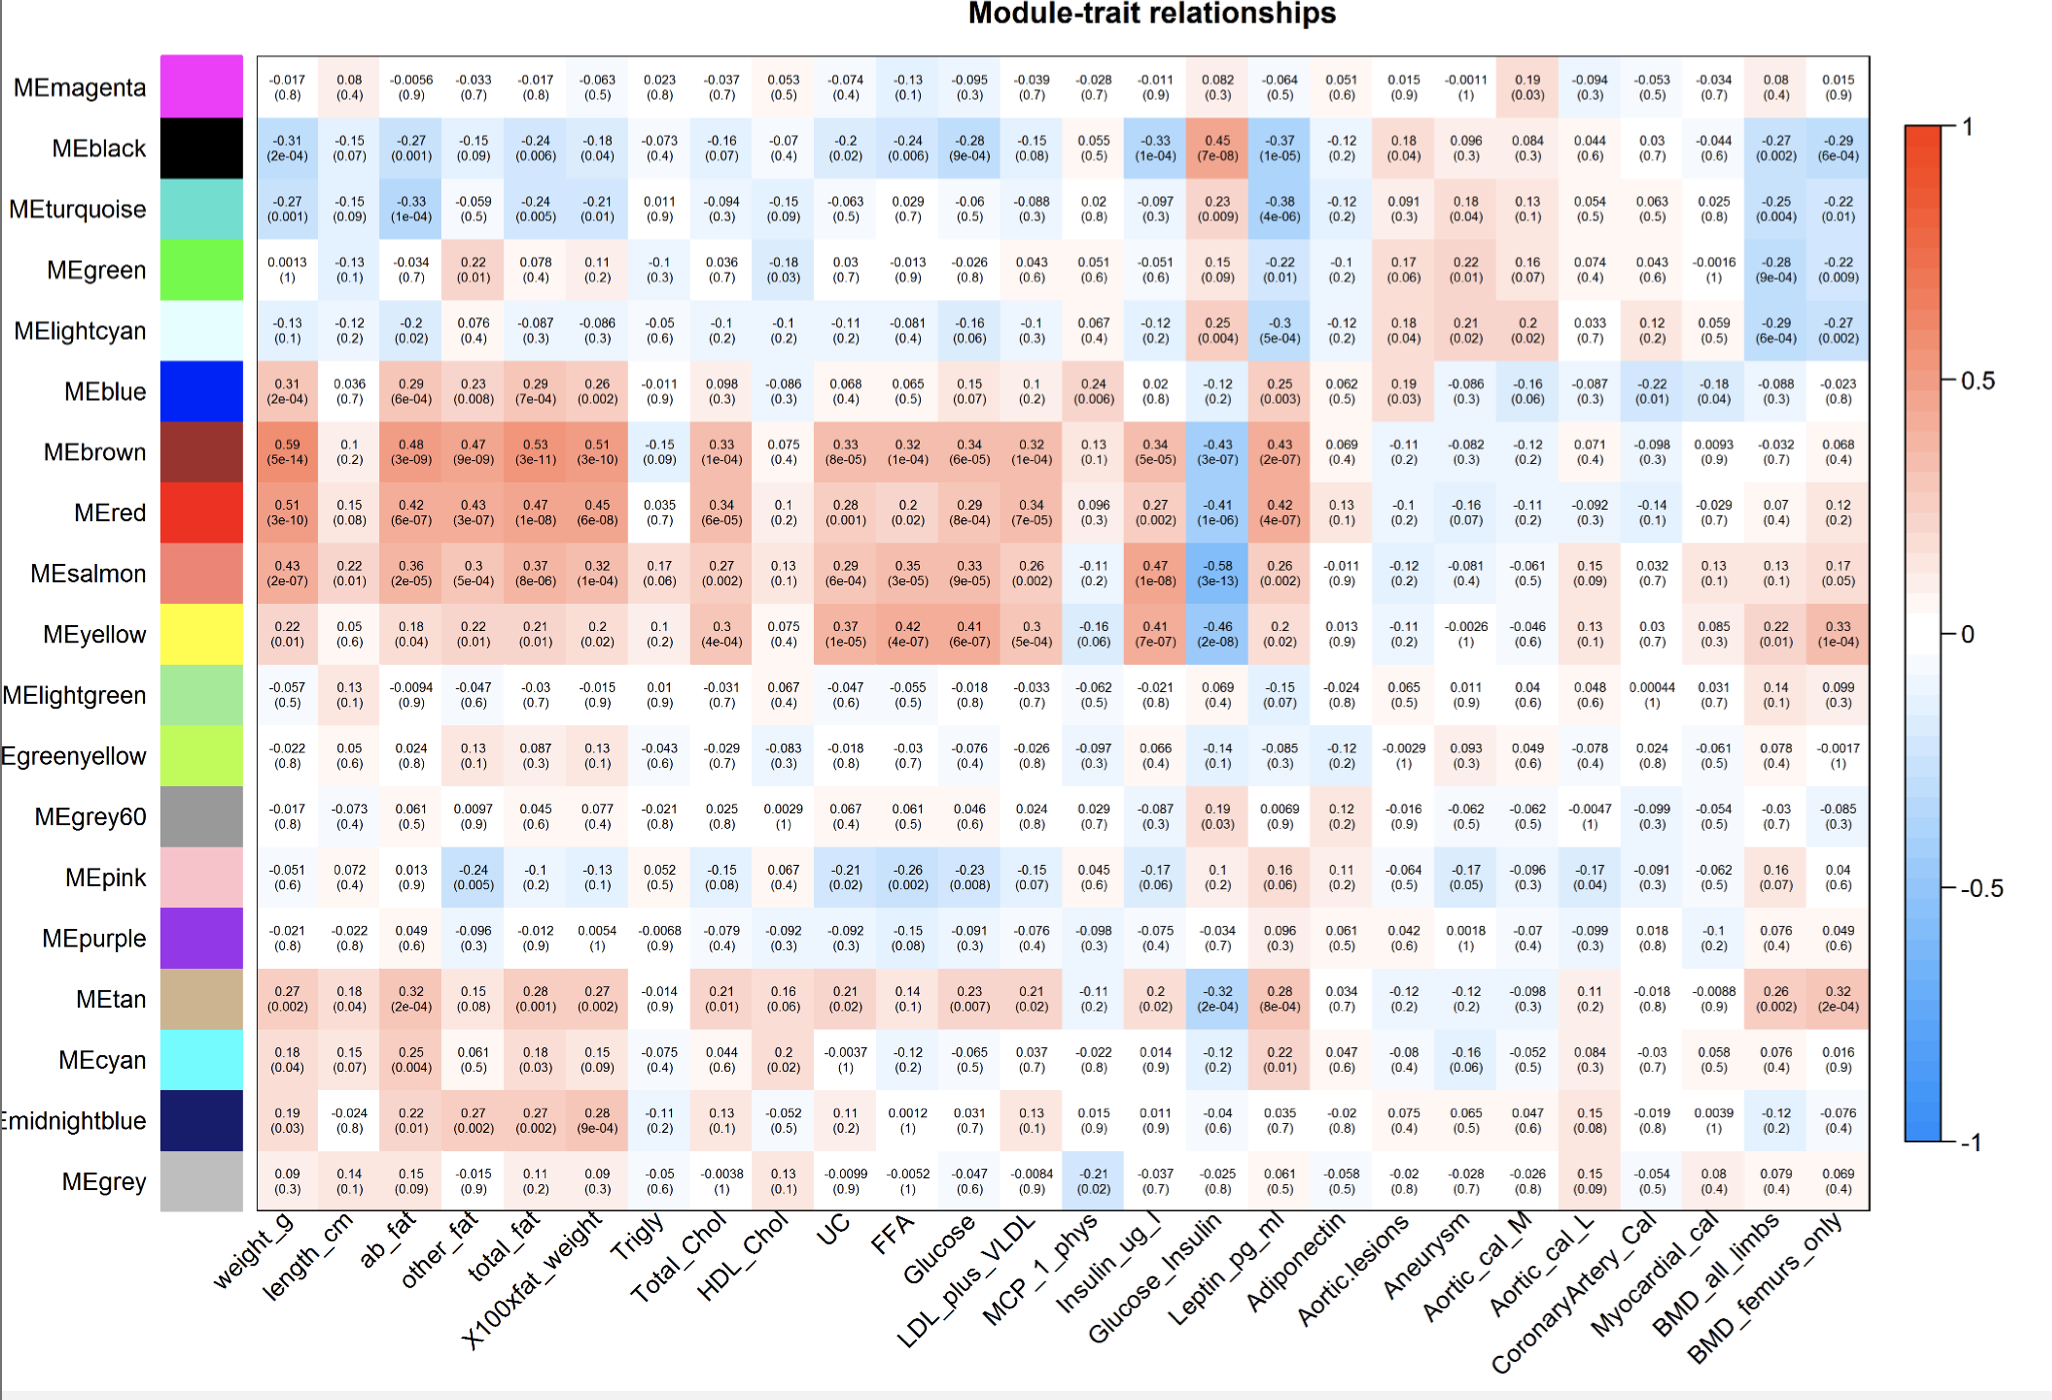 Module-trait relationships
MEmagenta -0.017 0.08 -0.0056 -0.033 -0.017 -0.063 0.023 -0.037 0.053 -0.074 -0.13 -0.095 -0.039 -0.028 -0.011 0.082 -0.064 0.051 0.015 -0.0011 0.19 -0.094 -0.053 -0.034 0.08 0.015
(0.8) (0.4) (0.9) (0.7) (0.8) (0.5) (0.8) (0.7) (0.5) (0.4) (0.1) (0.3) (0.7) (0.7) (0.9) (0.3) (0.5) (0.6) (0.9) (1) (0.03) (0.3) (0.5) (0.7) (0.4) (0.9)
MEblack -0.31 -0.15 -0.27 -0.15 -0.24 -0.18 -0.073 -0.16 -0.07 -0.2 -0.24 -0.28 -0.15 0.055 -0.33 0.45 -0.37 -0.12 0.18 0.096 0.084 0.044 0.03 -0.044 -0.27 -0.29
(2e-04) (0.07) (0.001) (0.09) (0.006) (0.04) (0.4) (0.07) (0.4) (0.02) (0.006) (9e-04) (0.08) (0.5) (1e-04) (7e-08) (1e-05) (0.2) (0.04) (0.3) (0.3) (0.6) (0.7) (0.6) (0.002) (6e-04)
MEturquoise -0.27 -0.15 -0.33 -0.059 -0.24 -0.21 0.011 -0.094 -0.15 -0.063 0.029 -0.06 -0.088 0.02 -0.097 0.23 -0.38 -0.12 0.091 0.18 0.13 0.054 0.063 0.025 -0.25 -0.22
(0.001) (0.09) (1e-04) (0.5) (0.005) (0.01) (0.9) (0.3) (0.09) (0.5) (0.7) (0.5) (0.3) (0.8) (0.3) (0.009) (4e-06) (0.2) (0.3) (0.04) (0.1) (0.5) (0.5) (0.8) (0.004) (0.01)
MEgreen 0.0013 -0.13 -0.034 0.22 0.078 0.11 -0.1 0.036 -0.18 0.03 -0.013 -0.026 0.043 0.051 -0.051 0.15 -0.22 -0.1 0.17 0.22 0.16 0.074 0.043 -0.0016 -0.28 -0.22
(1) (0.1) (0.7) (0.01) (0.4) (0.2) (0.3) (0.7) (0.03) (0.7) (0.9) (0.8) (0.6) (0.6) (0.6) (0.09) (0.01) (0.2) (0.06) (0.01) (0.07) (0.4) (0.6) (1) (9e-04) (0.009)
MElightcyan -0.13 -0.12 -0.2 0.076 -0.087 -0.086 -0.05 -0.1 -0.1 -0.11 -0.081 -0.16 -0.1 0.067 -0.12 0.25 -0.3 -0.12 0.18 0.21 0.2 0.033 0.12 0.059 -0.29 -0.27
(0.1) (0.2) (0.02) (0.4) (0.3) (0.3) (0.6) (0.2) (0.2) (0.2) (0.4) (0.06) (0.3) (0.4) (0.2) (0.004) (5e-04) (0.2) (0.04) (0.02) (0.02) (0.7) (0.2) (0.5) (6e-04) (0.002)
MEblue 0.31 0.036 0.29 0.23 0.29 0.26 -0.011 0.098 -0.086 0.068 0.065 0.15 0.1 0.24 0.02 -0.12 0.25 0.062 0.19 -0.086 -0.16 -0.087 -0.22 -0.18 -0.088 -0.023
(2e-04) (0.7) (6e-04) (0.008) (7e-04) (0.002) (0.9) (0.3) (0.3) (0.4) (0.5) (0.07) (0.2) (0.006) (0.8) (0.2) (0.003) (0.5) (0.03) (0.3) (0.06) (0.3) (0.01) (0.04) (0.3) (0.8)
MEbrown 0.59 0.1 0.48 0.47 0.53 0.51 -0.15 0.33 0.075 0.33 0.32 0.34 0.32 0.13 0.34 -0.43 0.43 0.069 -0.11 -0.082 -0.12 0.071 -0.098 0.0093 -0.032 0.068
(5e-14) (0.2) (3e-09) (9e-09) (3e-11) (3e-10) (0.09) (1e-04) (0.4) (8e-05) (1e-04) (6e-05) (1e-04) (0.1) (5e-05) (3e-07) (2e-07) (0.4) (0.2) (0.3) (0.2) (0.4) (0.3) (0.9) (0.7) (0.4)
MEred 0.51 0.15 0.42 0.43 0.47 0.45 0.035 0.34 0.1 0.28 0.2 0.29 0.34 0.096 0.27 -0.41 0.42 0.13 -0.1 -0.16 -0.11 -0.092 -0.14 -0.029 0.07 0.12
(3e-10) (0.08) (6e-07) (3e-07) (1e-08) (6e-08) (0.7) (6e-05) (0.2) (0.001) (0.02) (8e-04) (7e-05) (0.3) (0.002) (1e-06) (4e-07) (0.1) (0.2) (0.07) (0.2) (0.3) (0.1) (0.7) (0.4) (0.2)
MEsalmon 0.43 0.22 0.36 0.3 0.37 0.32 0.17 0.27 0.13 0.29 0.35 0.33 0.26 -0.11 0.47 -0.58 0.26 -0.011 -0.12 -0.081 -0.061 0.15 0.032 0.13 0.13 0.17
(2e-07) (0.01) (2e-05) (5e-04) (8e-06) (1e-04) (0.06) (0.002) (0.1) (6e-04) (3e-05) (9e-05) (0.002) (0.2) (1e-08) (3e-13) (0.002) (0.9) (0.2) (0.4) (0.5) (0.09) (0.7) (0.1) (0.1) (0.05)
MEyellow 0.22 0.05 0.18 0.22 0.21 0.2 0.1 0.3 0.075 0.37 0.42 0.41 0.3 -0.16 0.41 -0.46 0.2 0.013 -0.11 -0.0026 -0.046 0.13 0.03 0.085 0.22 0.33
(0.01) (0.6) (0.04) (0.01) (0.01) (0.02) (0.2) (4e-04) (0.4) (1e-05) (4e-07) (6e-07) (5e-04) (0.06) (7e-07) (2e-08) (0.02) (0.9) (0.2) (1) (0.6) (0.1) (0.7) (0.3) (0.01) (1e-04)
MElightgreen -0.057 0.13 -0.0094 -0.047 -0.03 -0.015 0.01 -0.031 0.067 -0.047 -0.055 -0.018 -0.033 -0.062 -0.021 0.069 -0.15 -0.024 0.065 0.011 0.04 0.048 0.00044 0.031 0.14 0.099
(0.5) (0.1) (0.9) (0.6) (0.7) (0.9) (0.9) (0.7) (0.4) (0.6) (0.5) (0.8) (0.7) (0.5) (0.8) (0.4) (0.07) (0.8) (0.5) (0.9) (0.6) (0.6) (1) (0.7) (0.1) (0.3)
Egreenyellow -0.022 0.05 0.024 0.13 0.087 0.13 -0.043 -0.029 -0.083 -0.018 -0.03 -0.076 -0.026 -0.097 0.066 -0.14 -0.085 -0.12 -0.0029 0.093 0.049 -0.078 0.024 -0.061 0.078 -0.0017
(0.8) (0.6) (0.8) (0.1) (0.3) (0.1) (0.6) (0.7) (0.3) (0.8) (0.7) (0.4) (0.8) (0.3) (0.4) (0.1) (0.3) (0.2) (1) (0.3) (0.6) (0.4) (0.8) (0.5) (0.4) (1)
MEgrey60 -0.017 -0.073 0.061 0.0097 0.045 0.077 -0.021 0.025 0.0029 0.067 0.061 0.046 0.024 0.029 -0.087 0.19 0.0069 0.12 -0.016 -0.062 -0.062 -0.0047 -0.099 -0.054 -0.03 -0.085
(0.8) (0.4) (0.5) (0.9) (0.6) (0.4) (0.8) (0.8) (1) (0.4) (0.5) (0.6) (0.8) (0.7) (0.3) (0.03) (0.9) (0.2) (0.9) (0.5) (0.5) (1) (0.3) (0.5) (0.7) (0.3)
MEpink -0.051 0.072 0.013 -0.24 -0.1 -0.13 0.052 -0.15 0.067 -0.21 -0.26 -0.23 -0.15 0.045 -0.17 0.1 0.16 0.11 -0.064 -0.17 -0.096 -0.17 -0.091 -0.062 0.16 0.04
(0.6) (0.4) (0.9) (0.005) (0.2) (0.1) (0.5) (0.08) (0.4) (0.02) (0.002) (0.008) (0.07) (0.6) (0.06) (0.2) (0.06) (0.2) (0.5) (0.05) (0.3) (0.04) (0.3) (0.5) (0.07) (0.6)
MEpurple -0.021 -0.022 0.049 -0.096 -0.012 0.0054 -0.0068 -0.079 -0.092 -0.092 -0.15 -0.091 -0.076 -0.098 -0.075 -0.034 0.096 0.061 0.042 0.0018 -0.07 -0.099 0.018 -0.1 0.076 0.049
(0.8) (0.8) (0.6) (0.3) (0.9) (1) (0.9) (0.4) (0.3) (0.3) (0.08) (0.3) (0.4) (0.3) (0.4) (0.7) (0.3) (0.5) (0.6) (1) (0.4) (0.3) (0.8) (0.2) (0.4) (0.6)
MEtan 0.27 0.18 0.32 0.15 0.28 0.27 -0.014 0.21 0.16 0.21 0.14 0.23 0.21 -0.11 0.2 -0.32 0.28 0.034 -0.12 -0.12 -0.098 0.11 -0.018 -0.0088 0.26 0.32
(0.002) (0.04) (2e-04) (0.08) (0.001) (0.002) (0.9) (0.01) (0.06) (0.02) (0.1) (0.007) (0.02) (0.2) (0.02) (2e-04) (8e-04) (0.7) (0.2) (0.2) (0.3) (0.2) (0.8) (0.9) (0.002) (2e-04)
MEcyan 0.18 0.15 0.25 0.061 0.18 0.15 -0.075 0.044 0.2 -0.0037 -0.12 -0.065 0.037 -0.022 0.014 -0.12 0.22 0.047 -0.08 -0.16 -0.052 0.084 -0.03 0.058 0.076 0.016
(0.04) (0.07) (0.004) (0.5) (0.03) (0.09) (0.4) (0.6) (0.02) (1) (0.2) (0.5) (0.7) (0.8) (0.9) (0.2) (0.01) (0.6) (0.4) (0.06) (0.5) (0.3) (0.7) (0.5) (0.4) (0.9)
Emidnightblue 0.19 -0.024 0.22 0.27 0.27 0.28 -0.11 0.13 -0.052 0.11 0.0012 0.031 0.13 0.015 0.011 -0.04 0.035 -0.02 0.075 0.065 0.047 0.15 -0.019 0.0039 -0.12 -0.076
(0.03) (0.8) (0.01) (0.002) (0.002) (9e-04) (0.2) (0.1) (0.5) (0.2) (1) (0.7) (0.1) (0.9) (0.9) (0.6) (0.7) (0.8) (0.4) (0.5) (0.6) (0.08) (0.8) (1) (0.2) (0.4)
MEgrey 0.09 0.14 0.15 -0.015 0.11 0.09 -0.05 -0.0038 0.13 -0.0099 -0.0052 -0.047 -0.0084 -0.21 -0.037 -0.025 0.061 -0.058 -0.02 -0.028 -0.026 0.15 -0.054 0.08 0.079 0.069
(0.3) (0.1) (0.09) (0.9) (0.2) (0.3) (0.6) (1) (0.1) (0.9) (1) (0.6) (0.9) (0.02) (0.7) (0.8) (0.5) (0.5) (0.8) (0.7) (0.8) (0.09) (0.5) (0.4) (0.4) (0.4)
weight_g
length_cm
ab_fat
other_fat
total_fat
X100xfat_weight
Trigly
Total_Chol
HDL_Chol
UC
FFA
Glucose
LDL_plus_VLDL
MCP_1_phys
Insulin_ug_l
Glucose_Insulin
Leptin_pg_ml
Adiponectin
Aortic.lesions
Aneurysm
Aortic_cal_M
Aortic_cal_L
CoronaryArtery_Cal
Myocardial_cal
BMD_all_limbs
BMD_femurs_only
1
0.5
0
-0.5
-1